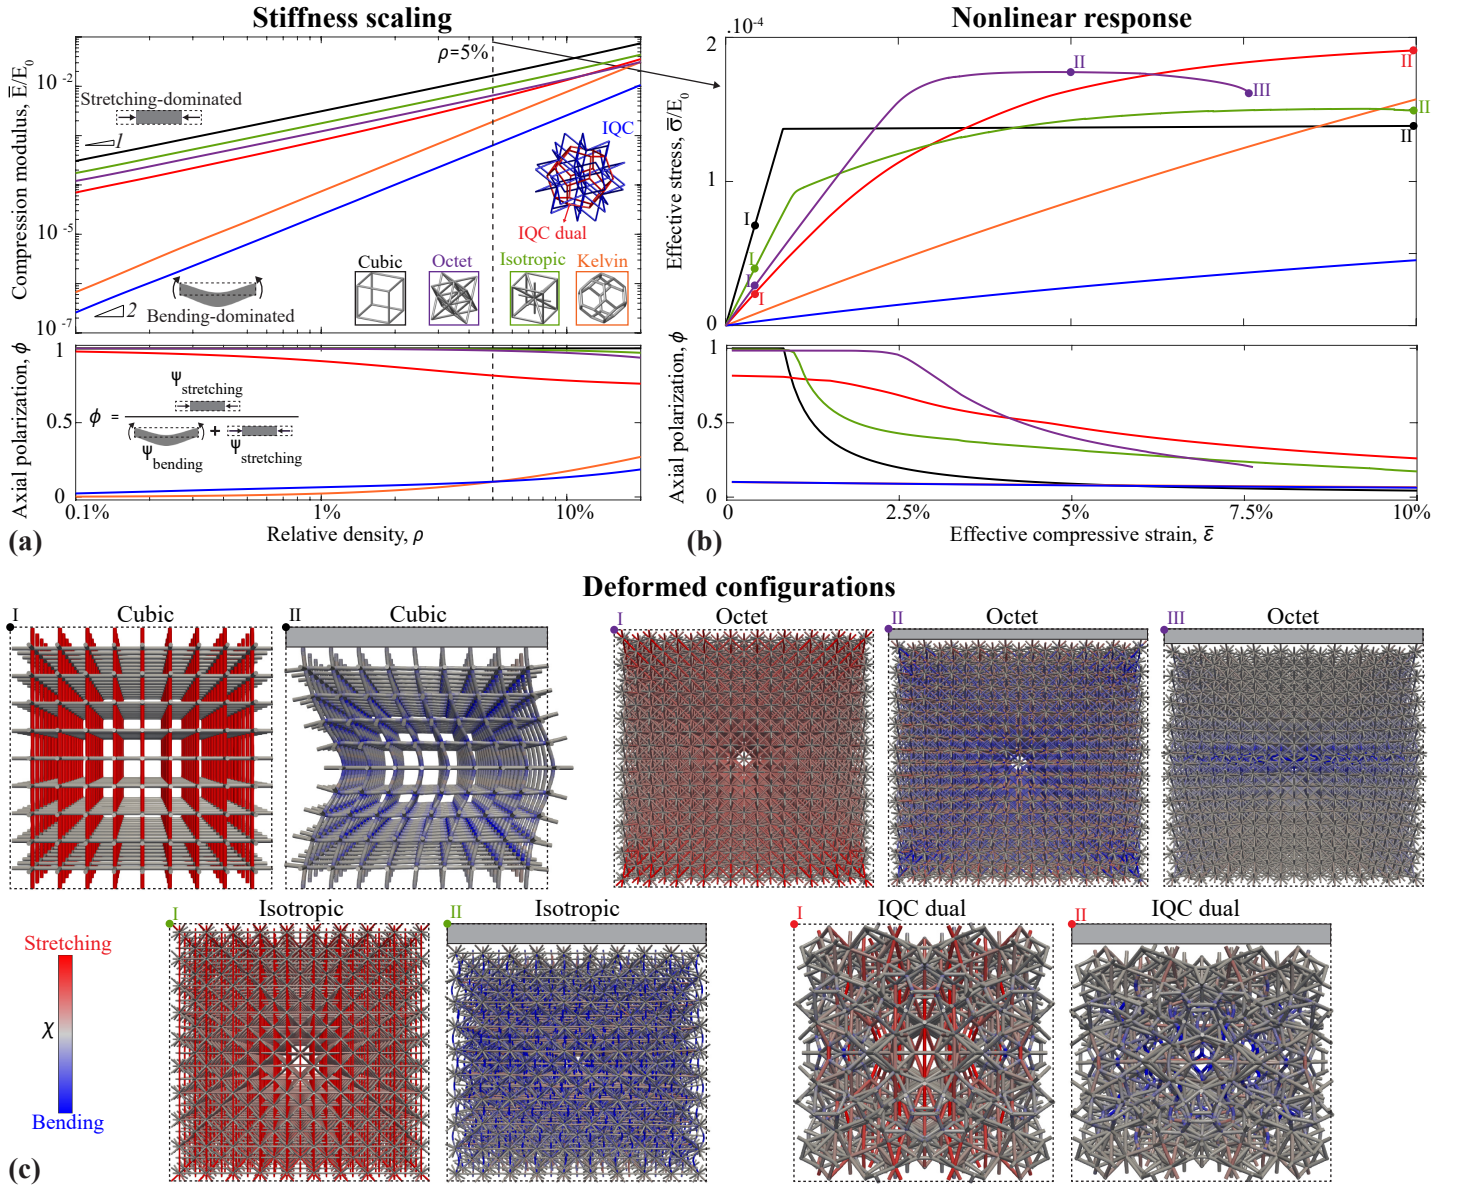 Stiffness scaling
Compression modulus, E̅/E₀
10⁻²
10⁻⁵
10⁻⁷
ρ=5%
Stretching-dominated
1
IQC
IQC dual
Cubic
Octet
Isotropic
Kelvin
2
Bending-dominated
Axial polarization, ϕ
1
0.5
0
ϕ =
Ψstretching
Ψbending
+
Ψstretching
0.1%
1%
10%
Relative density, ρ
(a)
Nonlinear response
.10⁻⁴
Effective stress, σ̅/E₀
2
1
0
I
I
I
I
II
III
II
II
II
Axial polarization, ϕ
1
0.5
0
0
2.5%
5%
7.5%
10%
Effective compressive strain, ε̅
(b)
Deformed configurations
I
Cubic
II
Cubic
I
Octet
II
Octet
III
Octet
I
Isotropic
II
Isotropic
I
IQC dual
II
IQC dual
Stretching
χ
Bending
(c)